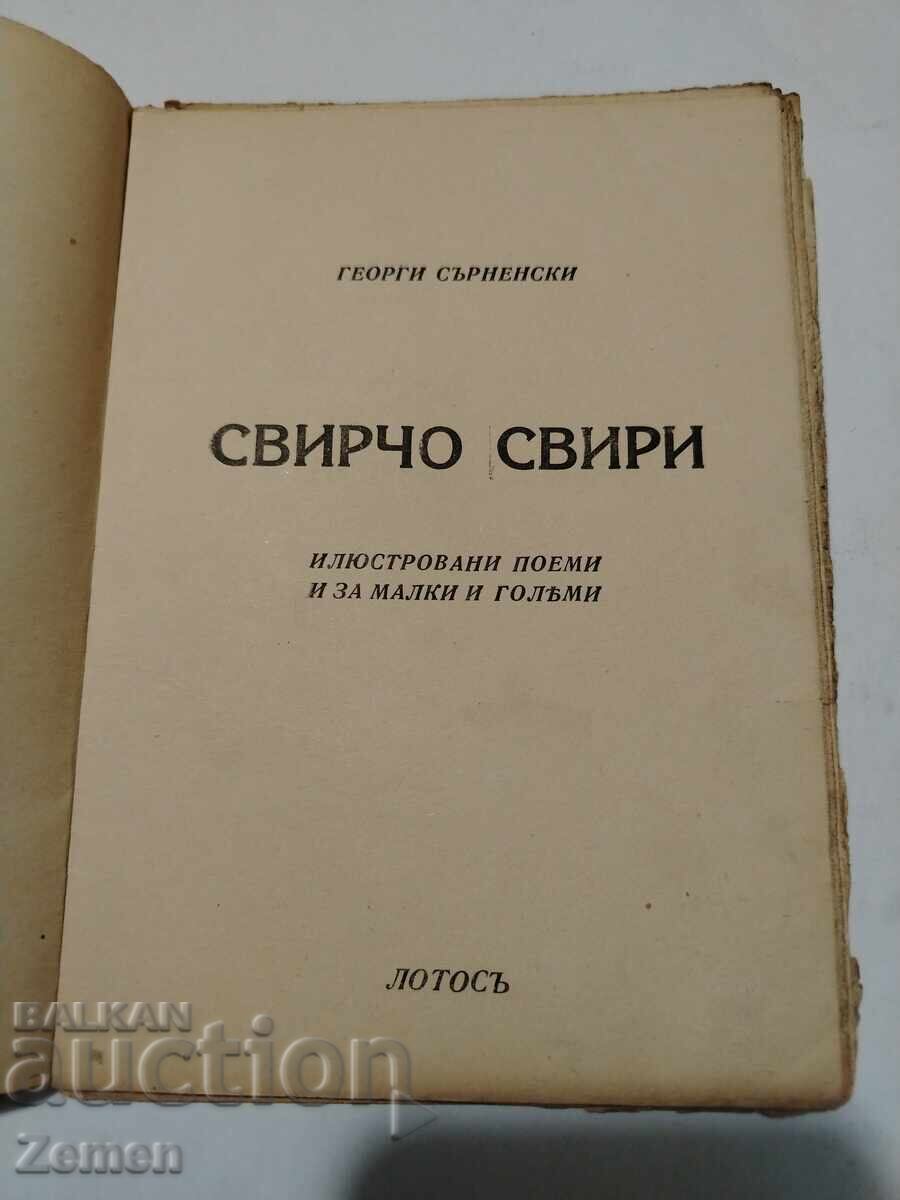 ГЕОРГИ СЪРНЕНСКИ
СВИРЧО СВИРИ
ИЛЮСТРОВАНИ ПОЕМИ
И ЗА МАЛКИ И ГОЛѢМИ
ЛОТОСЪ
BALKAN
auction
Zemen